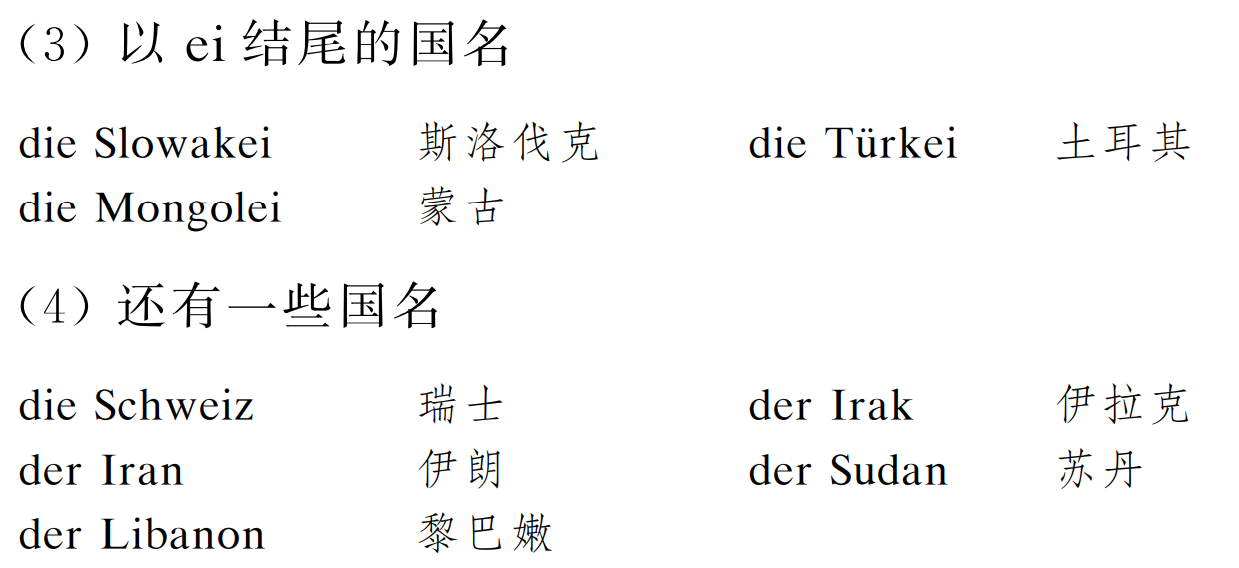 （3）以 ei 结尾的国名
die Slowakei 斯洛伐克 die Türkei 土耳其
die Mongolei 蒙古
（4）还有一些国名
die Schweiz 瑞士 der Irak 伊拉克
der Iran 伊朗 der Sudan 苏丹
der Libanon 黎巴嫩